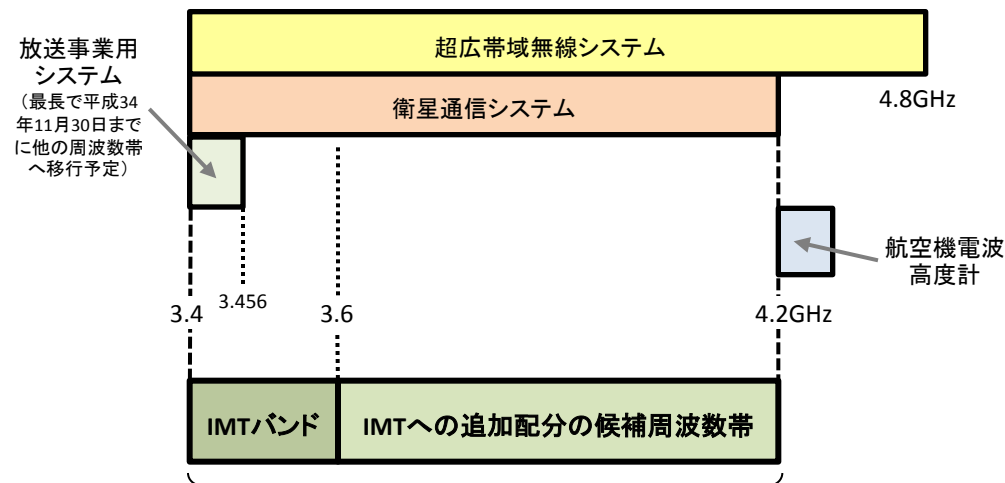 超広帯域無線システム
4.8GHz
放送事業用
システム
（最長で平成34
年11月30日まで
に他の周波数帯
へ移行予定）
衛星通信システム
航空機電波
高度計
3.4
3.456
3.6
4.2GHz
IMTバンド
IMTへの追加配分の候補周波数帯